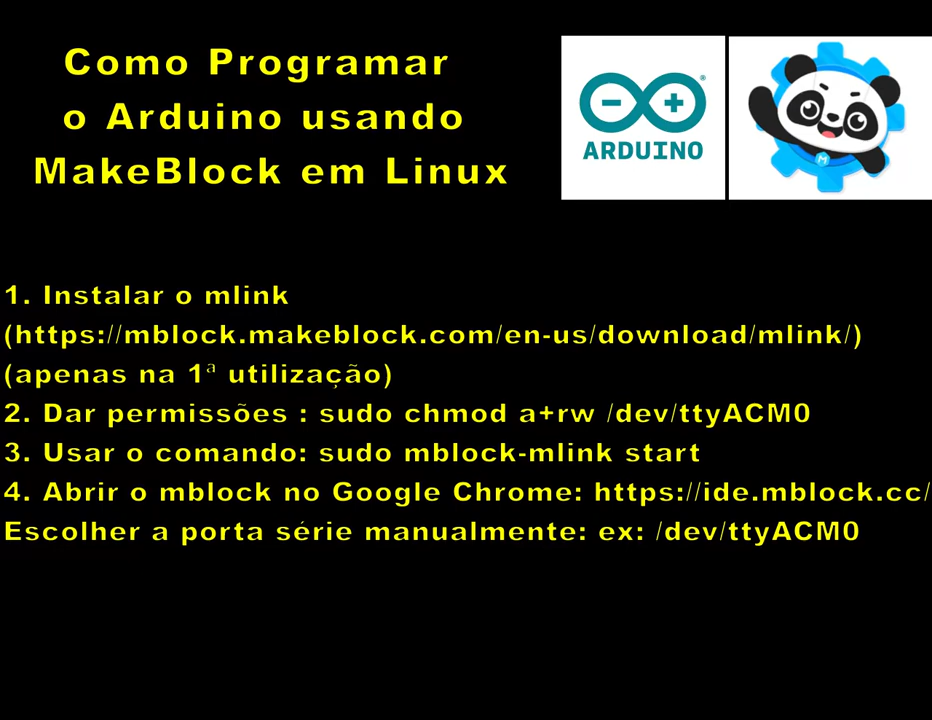 Como Programar
o Arduino usando
MakeBlock em Linux
ARDUINO
1. Instalar o mlink
(https://mblock.makeblock.com/en-us/download/mlink/)
(apenas na 1ª utilização)
2. Dar permissões : sudo chmod a+rw /dev/ttyACM0
3. Usar o comando: sudo mblock-mlink start
4. Abrir o mblock no Google Chrome: https://ide.mblock.cc/
Escolher a porta série manualmente: ex: /dev/ttyACM0